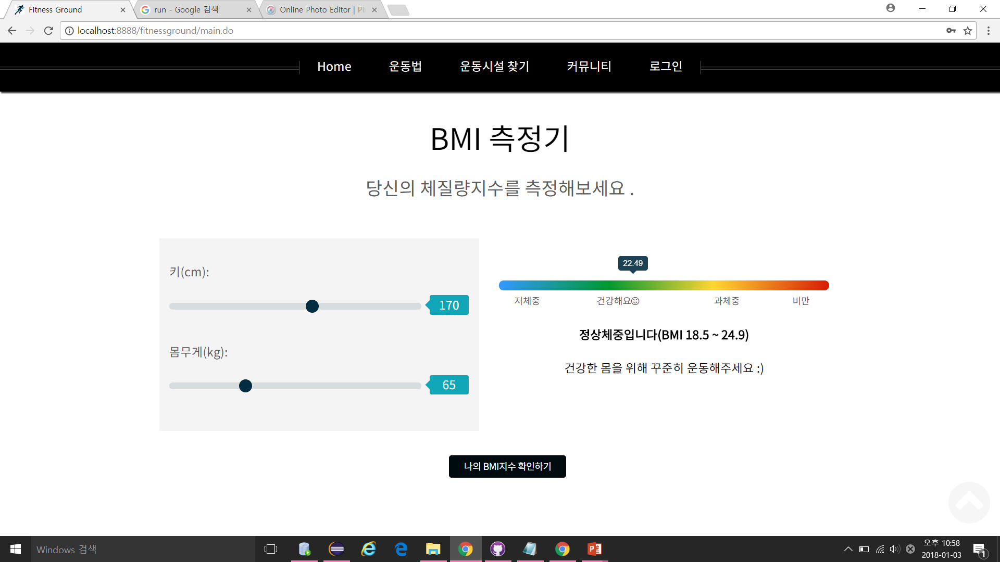 Fitness Ground
run - Google 검색
Online Photo Editor | Pi
localhost:8888/fitnessground/main.do
Home 운동법 운동시설 찾기 커뮤니티 로그인
BMI 측정기
당신의 체질량지수를 측정해보세요 .
키(cm):
170
몸무게(kg):
65
22.49
저체중 건강해요☺ 과체중 비만
정상체중입니다(BMI 18.5 ~ 24.9)
건강한 몸을 위해 꾸준히 운동해주세요 :)
나의 BMI지수 확인하기
Windows 검색
오후 10:58
2018-01-03
1